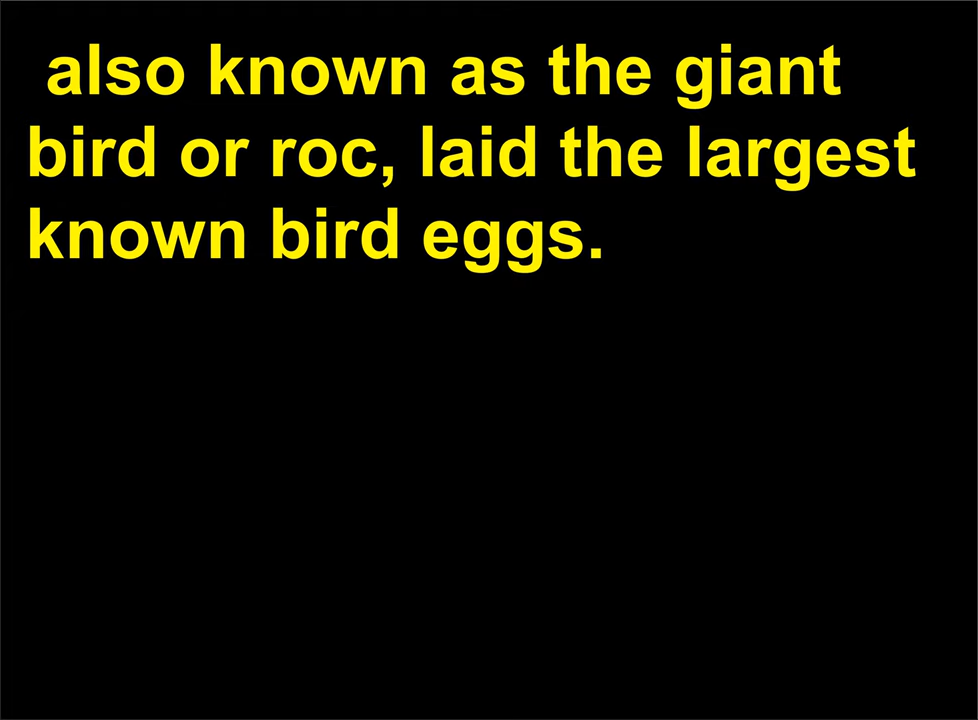 also known as the giant
bird or roc, laid the largest
known bird eggs.